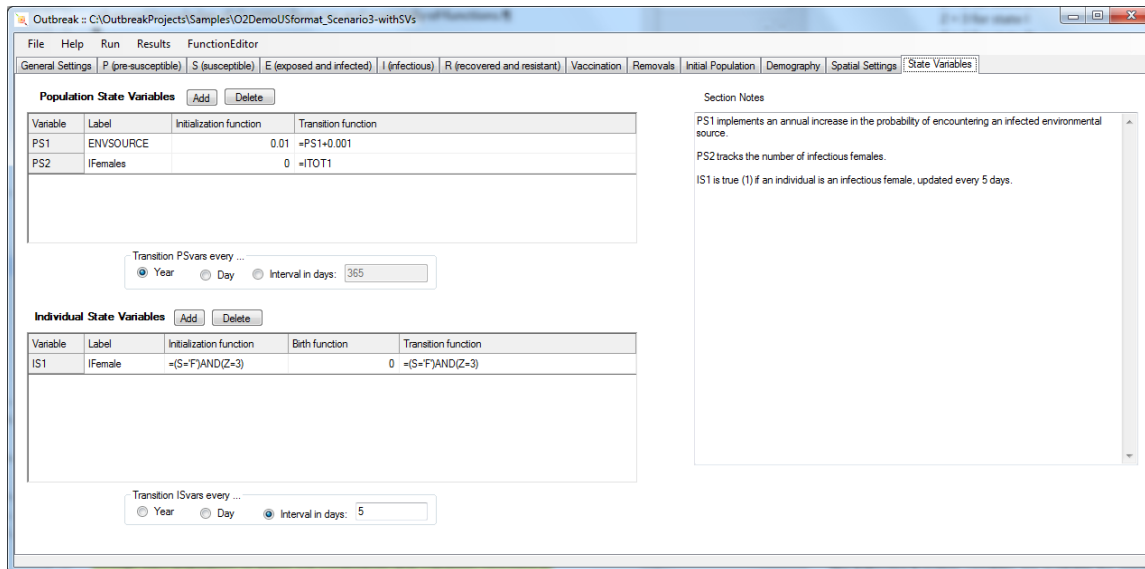 Outbreak :: C:\OutbreakProjects\Samples\O2DemoUSformat_Scenario3-withSVs
File Help Run Results FunctionEditor
General Settings P (pre-susceptible) S (susceptible) E (exposed and infected) I (infectious) R (recovered and resistant) Vaccination Removals Initial Population Demography Spatial Settings State Variables
Population State Variables Add Delete
Variable Label Initialization function Transition function
PS1 ENVSOURCE 0.01 =PS1+0.001
PS2 IFemales 0 =ITOT1
Transition PSvars every ...
Year Day Interval in days: 365
Individual State Variables Add Delete
Variable Label Initialization function Birth function Transition function
IS1 IFemale =(S='F')AND(Z=3) 0 =(S='F')AND(Z=3)
Transition ISvars every ...
Year Day Interval in days: 5
Section Notes
PS1 implements an annual increase in the probability of encountering an infected environmental
source.
PS2 tracks the number of infectious females.
IS1 is true (1) if an individual is an infectious female, updated every 5 days.